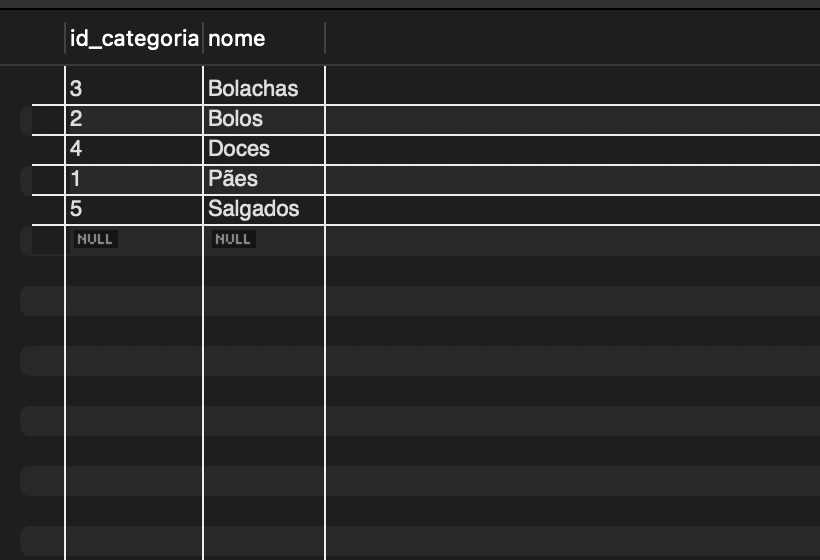 id_categoria nome
3 Bolachas
2 Bolos
4 Doces
1 Pães
5 Salgados
NULL NULL